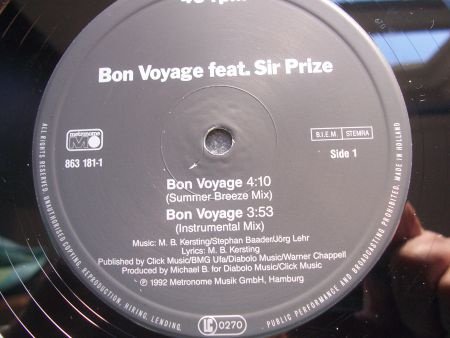 45 rpm
Bon Voyage feat. Sir Prize
metronome
863 181-1
B.I.E.M STEMRA
Side 1
Bon Voyage 4:10
(Summer Breeze Mix)
Bon Voyage 3:53
(Instrumental Mix)
Music: M. B. Kersting/Stephan Baader/Jörg Lehr
Lyrics: M. B. Kersting
Published by Click Music/BMG Ufa/Diabolo Music/Warner Chappell
Produced by Michael B. for Diabolo Music/Click Music
℗ 1992 Metronome Musik GmbH, Hamburg
LC 0270
ALL RIGHTS RESERVED. UNAUTHORISED COPYING, REPRODUCTION, HIRING, LENDING, PUBLIC PERFORMANCE AND BROADCASTING PROHIBITED. MADE IN HOLLAND